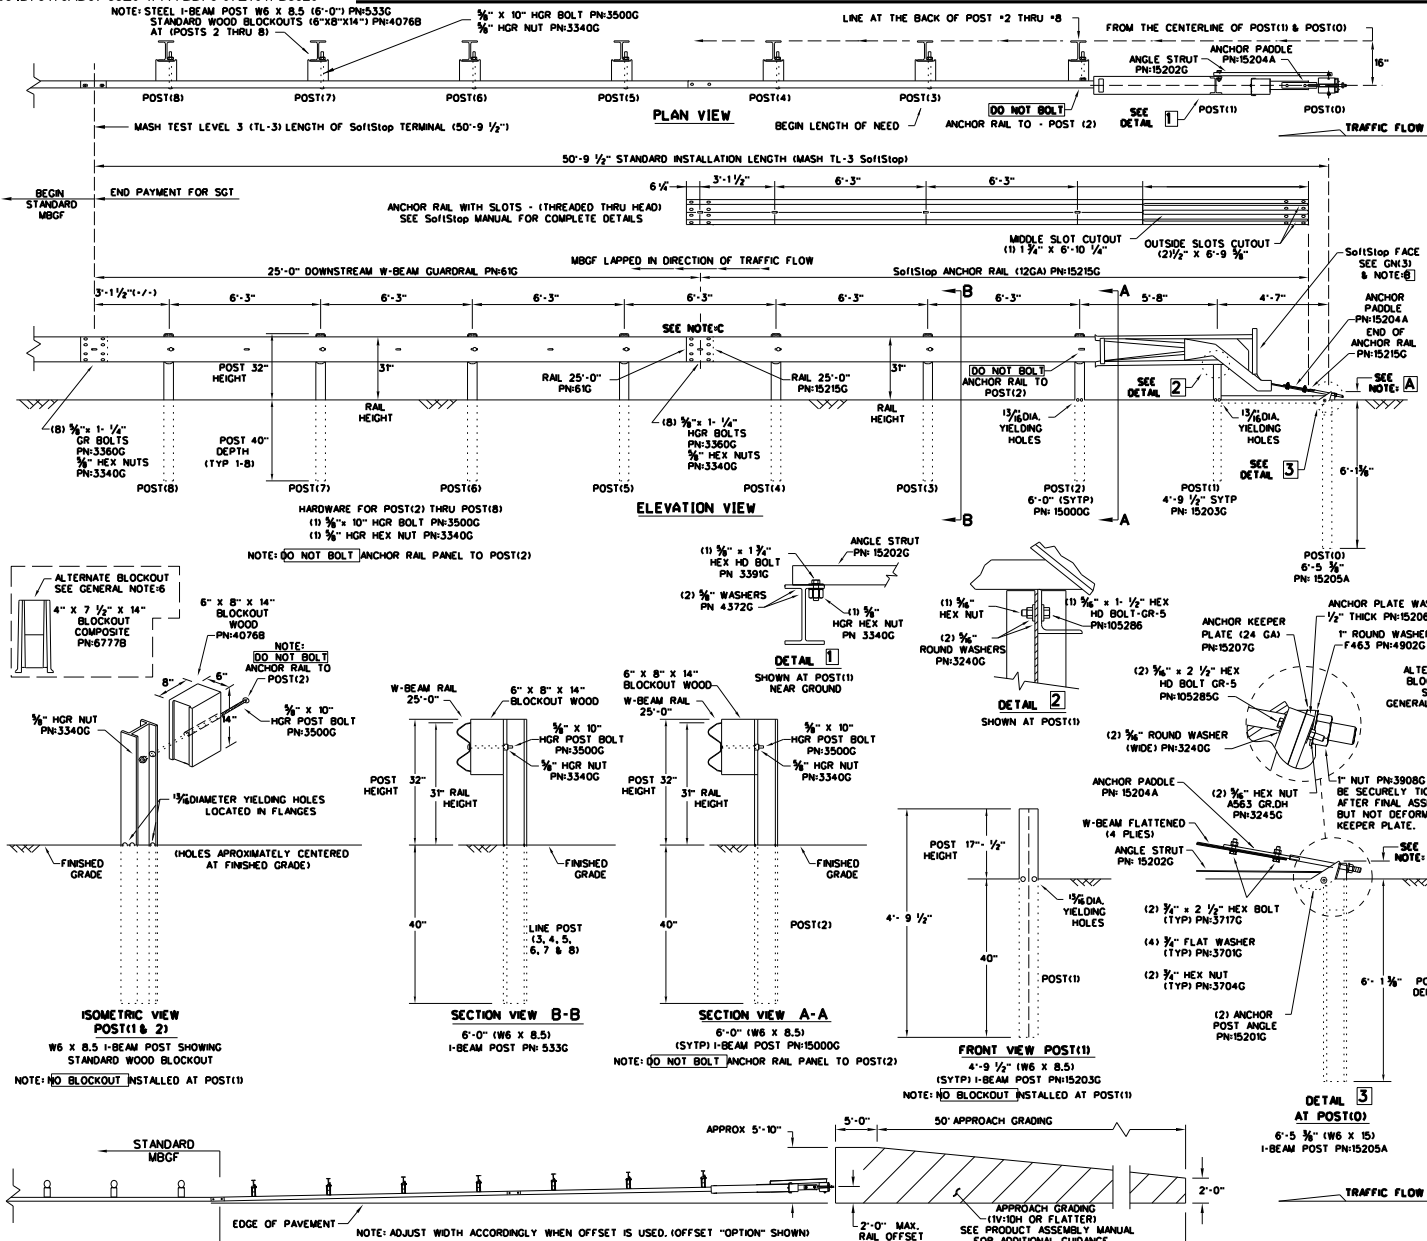 NOTE: STEEL I-BEAM POST W6 X 8.5 (6'-0") PN:533G
STANDARD WOOD BLOCKOUTS (6"X8"X14") PN:4076B
AT (POSTS 2 THRU 8)
⅝" X 10" HGR BOLT PN:3500G
⅝" HGR NUT PN:3340G
LINE AT THE BACK OF POST #2 THRU #8
FROM THE CENTERLINE OF POST(1) & POST(0)
ANCHOR PADDLE
PN:15204A
ANGLE STRUT
PN:15202G
16"
POST(8)
POST(7)
POST(6)
POST(5)
POST(4)
POST(3)
PLAN VIEW
DO NOT BOLT
ANCHOR RAIL TO - POST (2)
SEE
DETAIL 1
POST(1)
POST(0)
MASH TEST LEVEL 3 (TL-3) LENGTH OF SoftStop TERMINAL (50'-9 ½")
BEGIN LENGTH OF NEED
TRAFFIC FLOW
50'-9 ½" STANDARD INSTALLATION LENGTH (MASH TL-3 SoftStop)
BEGIN
STANDARD
MBGF
END PAYMENT FOR SGT
6 ¼"
3'-1 ½"
6'-3"
6'-3"
ANCHOR RAIL WITH SLOTS - (THREADED THRU HEAD)
SEE SoftStop MANUAL FOR COMPLETE DETAILS
MIDDLE SLOT CUTOUT
(1) 1 ¾" X 6'-10 ¼"
OUTSIDE SLOTS CUTOUT
(2)½" X 6'-9 ⅝"
SoftStop FACE
SEE GN(3)
& NOTE:B
MBGF LAPPED IN DIRECTION OF TRAFFIC FLOW
25'-0" DOWNSTREAM W-BEAM GUARDRAIL PN:61G
SoftStop ANCHOR RAIL (12GA) PN:15215G
3'-1 ½"(+/-)
6'-3"
6'-3"
6'-3"
6'-3"
6'-3"
6'-3"
5'-8"
4'-7"
B
A
ANCHOR
PADDLE
PN:15204A
END OF
ANCHOR RAIL
PN:15215G
SEE NOTE:C
POST 32"
HEIGHT
31"
RAIL
HEIGHT
RAIL 25'-0"
PN:61G
RAIL 25'-0"
PN:15215G
31"
RAIL
HEIGHT
DO NOT BOLT
ANCHOR RAIL TO
POST(2)
SEE
DETAIL 2
SEE
NOTE: A
(8) ⅝"x 1- ¼"
GR BOLTS
PN:3360G
⅝" HEX NUTS
PN:3340G
POST 40"
DEPTH
(TYP 1-8)
(8) ⅝"x 1- ¼"
HGR BOLTS
PN:3360G
⅝" HEX NUTS
PN:3340G
13/16"DIA.
YIELDING
HOLES
13/16"DIA.
YIELDING
HOLES
SEE
DETAIL 3
6'-1⅜"
POST(8)
POST(7)
POST(6)
POST(5)
POST(4)
POST(3)
POST(2)
6'-0" (SYTP)
PN: 15000G
POST(1)
4'-9 ½" SYTP
PN: 15203G
POST(0)
6'-5 ⅜"
PN: 15205A
HARDWARE FOR POST(2) THRU POST(8)
(1) ⅝"x 10" HGR BOLT PN:3500G
(1) ⅝" HGR HEX NUT PN:3340G
NOTE: DO NOT BOLT ANCHOR RAIL PANEL TO POST(2)
ELEVATION VIEW
B
A
ALTERNATE BLOCKOUT
SEE GENERAL NOTE:6
4" X 7 ½" X 14"
BLOCKOUT
COMPOSITE
PN:6777B
6" X 8" X 14"
BLOCKOUT
WOOD
PN:4076B
NOTE:
DO NOT BOLT
ANCHOR RAIL TO
POST(2)
8"
6"
14"
⅝" X 10"
HGR POST BOLT
PN:3500G
⅝" HGR NUT
PN:3340G
13/16"DIAMETER YIELDING HOLES
LOCATED IN FLANGES
(HOLES APROXIMATELY CENTERED
AT FINISHED GRADE)
FINISHED
GRADE
ISOMETRIC VIEW
POST(1 & 2)
W6 X 8.5 I-BEAM POST SHOWING
STANDARD WOOD BLOCKOUT
NOTE: NO BLOCKOUT INSTALLED AT POST(1)
W-BEAM RAIL
25'-0"
6" X 8" X 14"
BLOCKOUT WOOD
⅝" X 10"
HGR POST BOLT
PN:3500G
⅝" HGR NUT
PN:3340G
POST 32"
HEIGHT
31" RAIL
HEIGHT
FINISHED
GRADE
40"
LINE POST
(3, 4, 5,
6, 7 & 8)
SECTION VIEW B-B
6'-0" (W6 X 8.5)
I-BEAM POST PN: 533G
(1) ⅝" x 1 ¾"
HEX HD BOLT
PN 3391G
ANGLE STRUT
PN: 15202G
(2) ⅝" WASHERS
PN 4372G
(1) ⅝"
HGR HEX NUT
PN 3340G
DETAIL 1
SHOWN AT POST(1)
NEAR GROUND
6" X 8" X 14"
BLOCKOUT WOOD
W-BEAM RAIL
25'-0"
⅝" X 10"
HGR POST BOLT
PN:3500G
⅝" HGR NUT
PN:3340G
POST 32"
HEIGHT
31" RAIL
HEIGHT
FINISHED
GRADE
40"
POST(2)
SECTION VIEW A-A
6'-0" (W6 X 8.5)
(SYTP) I-BEAM POST PN:15000G
NOTE: DO NOT BOLT ANCHOR RAIL PANEL TO POST(2)
(1) 5/16"
HEX NUT
(1) 5/16" x 1- ½" HEX
HD BOLT-GR-5
PN:105286
(2) 5/16"
ROUND WASHERS
PN:3240G
DETAIL 2
SHOWN AT POST(1)
POST 17"- ½"
HEIGHT
4'- 9 ½"
13/16"DIA.
YIELDING
HOLES
40"
POST(1)
FRONT VIEW POST(1)
4'-9 ½" (W6 X 8.5)
(SYTP) I-BEAM POST PN:15203G
NOTE: NO BLOCKOUT INSTALLED AT POST(1)
ANCHOR PLATE WAS
½" THICK PN:15206
ANCHOR KEEPER
PLATE (24 GA)
PN:15207G
1" ROUND WASHER
F463 PN:4902G
(2) 5/16" x 2 ½" HEX
HD BOLT GR-5
PN:105285G
ALTE
BLOC
S
GENERAL
(2) 5/16" ROUND WASHER
(WIDE) PN:3240G
ANCHOR PADDLE
PN: 15204A
(2) 5/16" HEX NUT
A563 GR.DH
PN:3245G
1" NUT PN:3908G
BE SECURELY TIG
AFTER FINAL ASSE
BUT NOT DEFORM
KEEPER PLATE.
W-BEAM FLATTENED
(4 PLIES)
ANGLE STRUT
PN: 15202G
SEE
NOTE:
(2) ¾" x 2 ½" HEX BOLT
(TYP) PN:3717G
(4) ¾" FLAT WASHER
(TYP) PN:3701G
(2) ¾" HEX NUT
(TYP) PN:3704G
(2) ANCHOR
POST ANGLE
PN:15201G
6'- 1 ⅜"
PO
DE
DETAIL 3
AT POST(0)
6'-5 ⅜" (W6 X 15)
I-BEAM POST PN:15205A
STANDARD
MBGF
EDGE OF PAVEMENT
NOTE: ADJUST WIDTH ACCORDINGLY WHEN OFFSET IS USED. (OFFSET "OPTION" SHOWN)
APPROX 5'-10"
5'-0"
50' APPROACH GRADING
2'-0"
2'-0" MAX.
RAIL OFFSET
APPROACH GRADING
(1V:10H OR FLATTER)
SEE PRODUCT ASSEMBLY MANUAL
FOR ADDITIONAL GUIDANCE
TRAFFIC FLOW